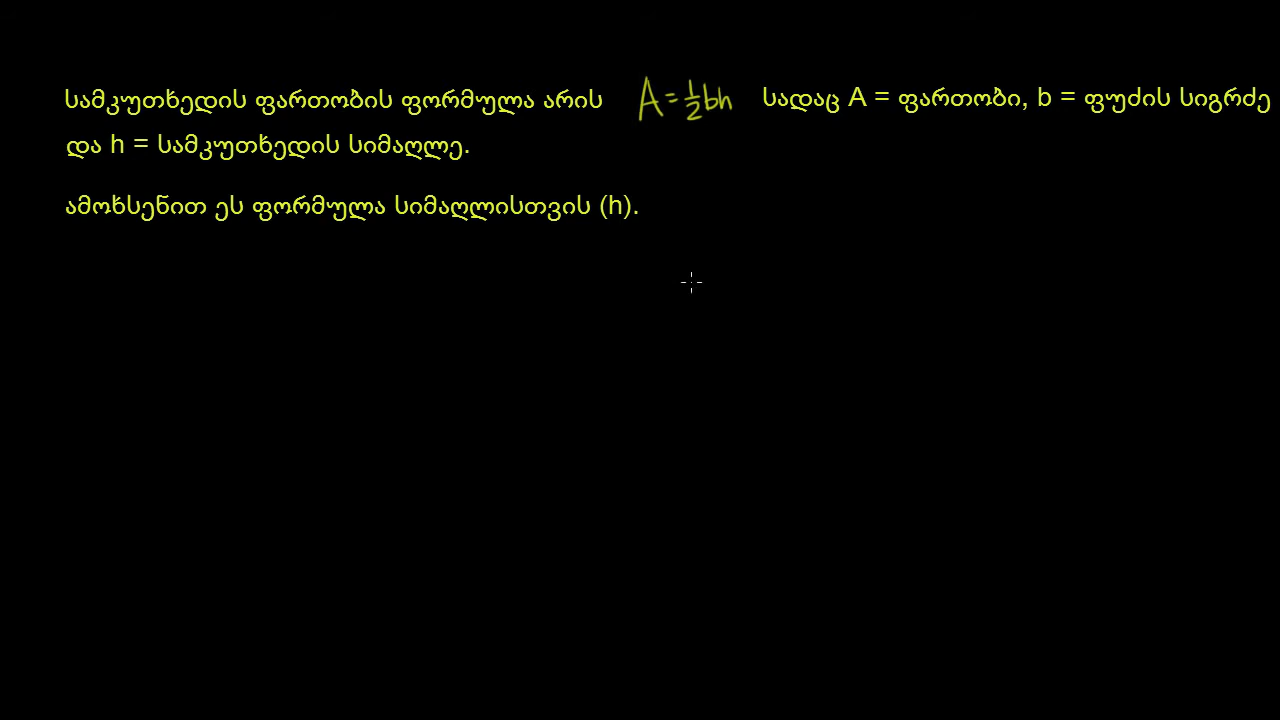 სამკუთხედის ფართობის ფორმულა არის A = ½bh სადაც A = ფართობი, b = ფუძის სიგრძე
და h = სამკუთხედის სიმაღლე.
ამოხსენით ეს ფორმულა სიმაღლისთვის (h).